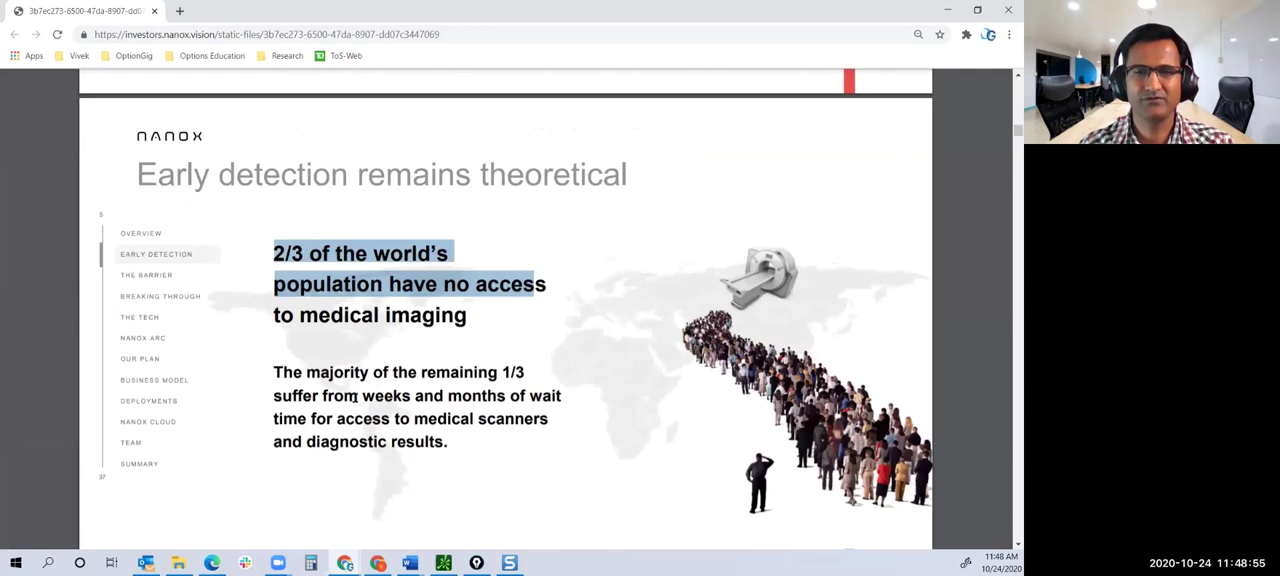 3b7ec273-6500-47da-8907-dd07
https://investors.nanox.vision/static-files/3b7ec273-6500-47da-8907-dd07c3447069
Apps
Vivek
OptionGig
Options Education
Research
ToS-Web
NANOX
Early detection remains theoretical
5
OVERVIEW
EARLY DETECTION
THE BARRIER
BREAKING THROUGH
THE TECH
NANOX ARC
OUR PLAN
BUSINESS MODEL
DEPLOYMENTS
NANOX CLOUD
TEAM
SUMMARY
37
2/3 of the world's
population have no access
to medical imaging
The majority of the remaining 1/3
suffer from weeks and months of wait
time for access to medical scanners
and diagnostic results.
11:48 AM
10/24/2020
2020-10-24 11:48:55